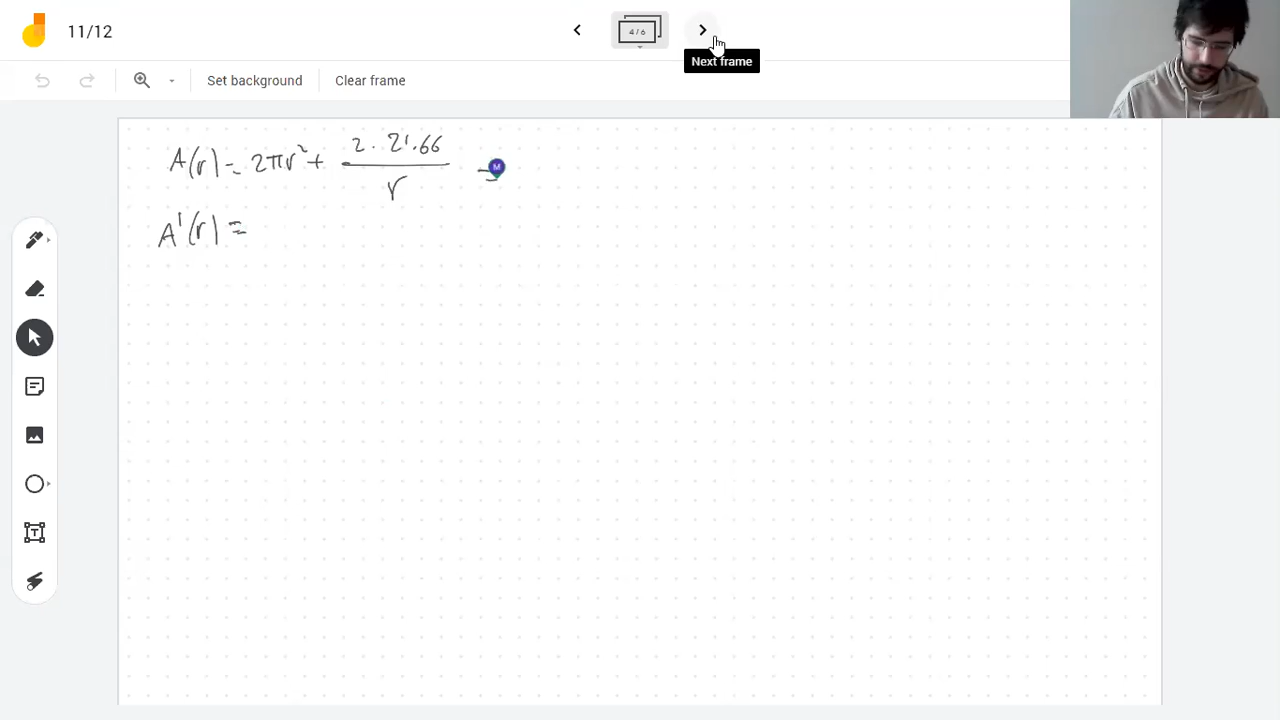 11/12
4 / 6
Next frame
Set background
Clear frame
A(r) = 2πr² + 2 · 21.66 / r =
M
A'(r) =
T